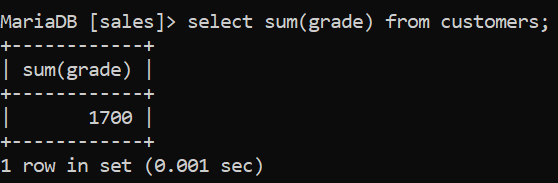 MariaDB [sales]> select sum(grade) from customers;
+------------+
| sum(grade) |
+------------+
|       1700 |
+------------+
1 row in set (0.001 sec)